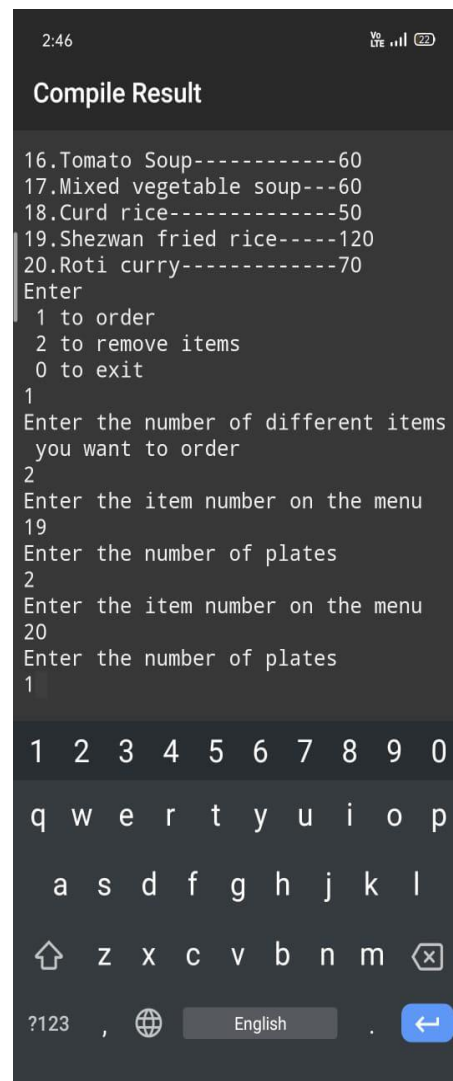 2:46 Vo LTE 22
Compile Result
16.Tomato Soup------------60
17.Mixed vegetable soup---60
18.Curd rice--------------50
19.Shezwan fried rice-----120
20.Roti curry-------------70
Enter
1 to order
2 to remove items
0 to exit
1
Enter the number of different items
you want to order
2
Enter the item number on the menu
19
Enter the number of plates
2
Enter the item number on the menu
20
Enter the number of plates
1
1 2 3 4 5 6 7 8 9 0
q w e r t y u i o p
a s d f g h j k l
z x c v b n m
?123 , English .